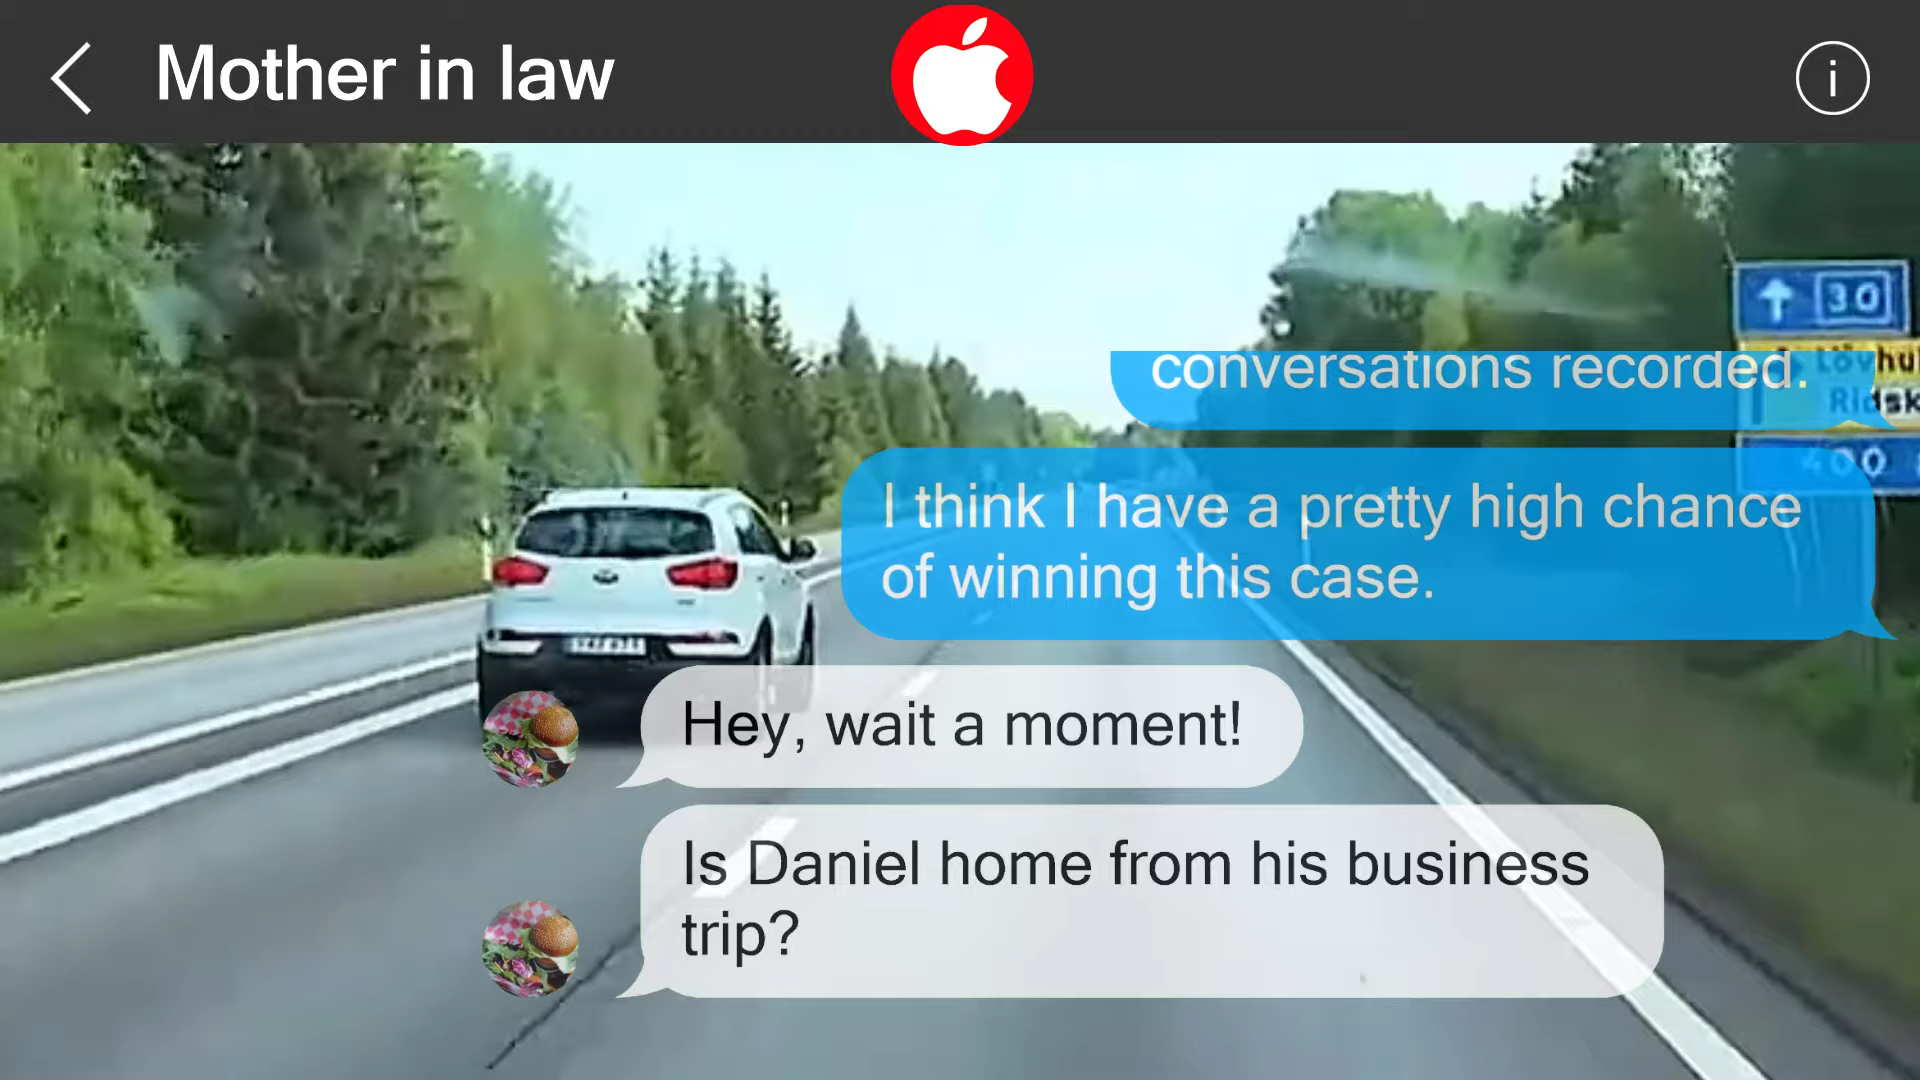 Mother in law
30
conversations recorded.
I think I have a pretty high chance
of winning this case.
Hey, wait a moment!
Is Daniel home from his business
trip?